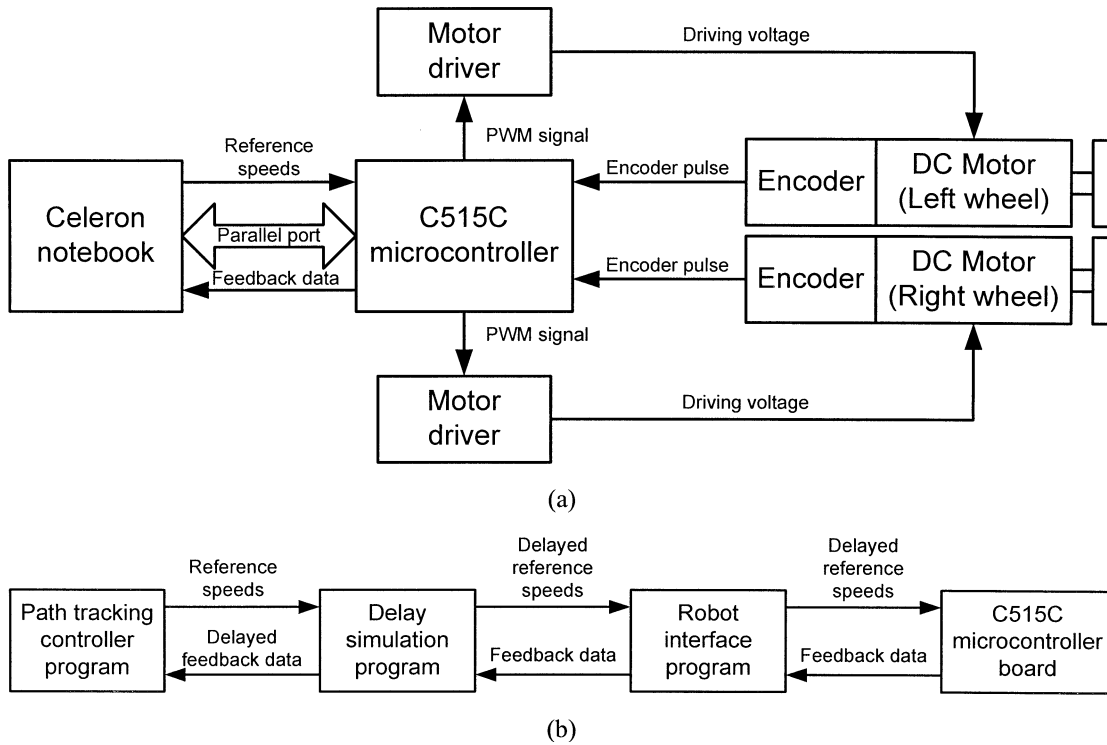 Motor
driver
Driving voltage
PWM signal
Reference
speeds
Celeron
notebook
Parallel port
Feedback data
C515C
microcontroller
Encoder pulse
Encoder
DC Motor
(Left wheel)
Encoder pulse
Encoder
DC Motor
(Right wheel)
PWM signal
Motor
driver
Driving voltage
(a)
Path tracking
controller
program
Reference
speeds
Delayed
feedback data
Delay
simulation
program
Delayed
reference
speeds
Feedback data
Robot
interface
program
Delayed
reference
speeds
Feedback data
C515C
microcontroller
board
(b)